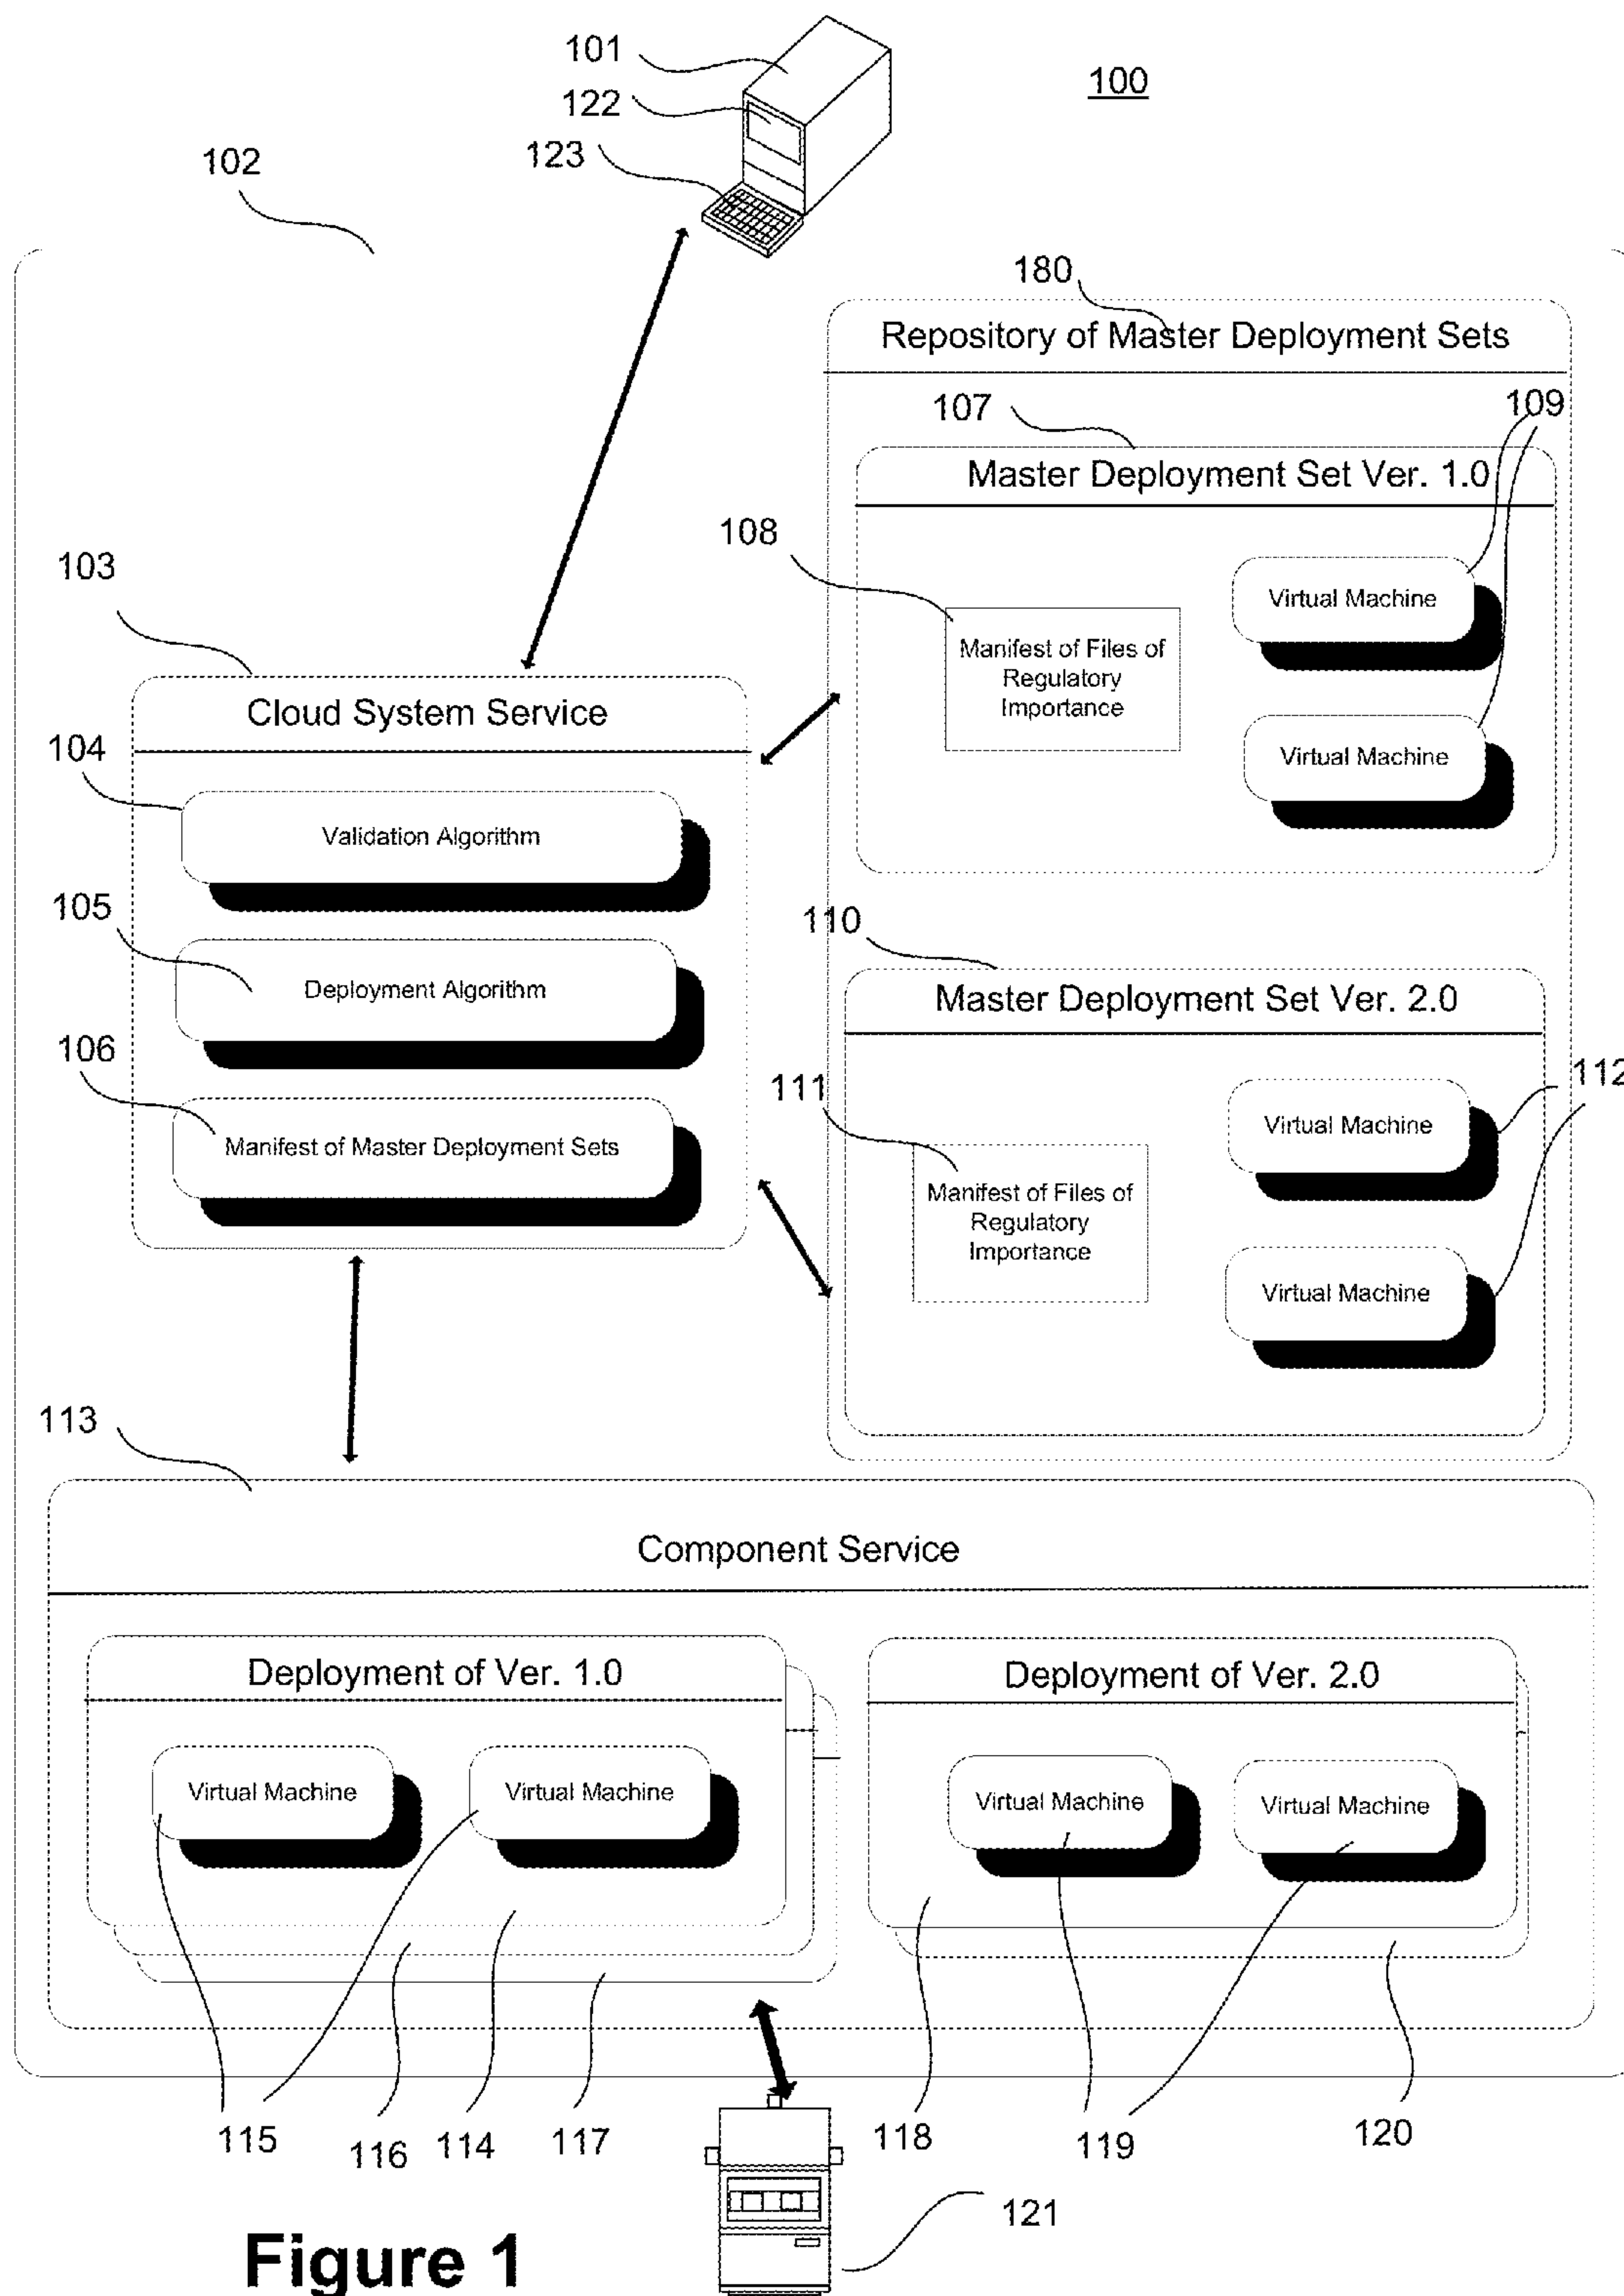 101
100
122
123
102
180
Repository of Master Deployment Sets
107
109
Master Deployment Set Ver. 1.0
108
Virtual Machine
Manifest of Files of
Regulatory
Importance
Virtual Machine
103
Cloud System Service
104
Validation Algorithm
105
Deployment Algorithm
106
Manifest of Master Deployment Sets
110
Master Deployment Set Ver. 2.0
111
112
Virtual Machine
Manifest of Files of
Regulatory
Importance
Virtual Machine
113
Component Service
Deployment of Ver. 1.0
Virtual Machine
Virtual Machine
Deployment of Ver. 2.0
Virtual Machine
Virtual Machine
115
116
114
117
118
119
120
121
Figure 1